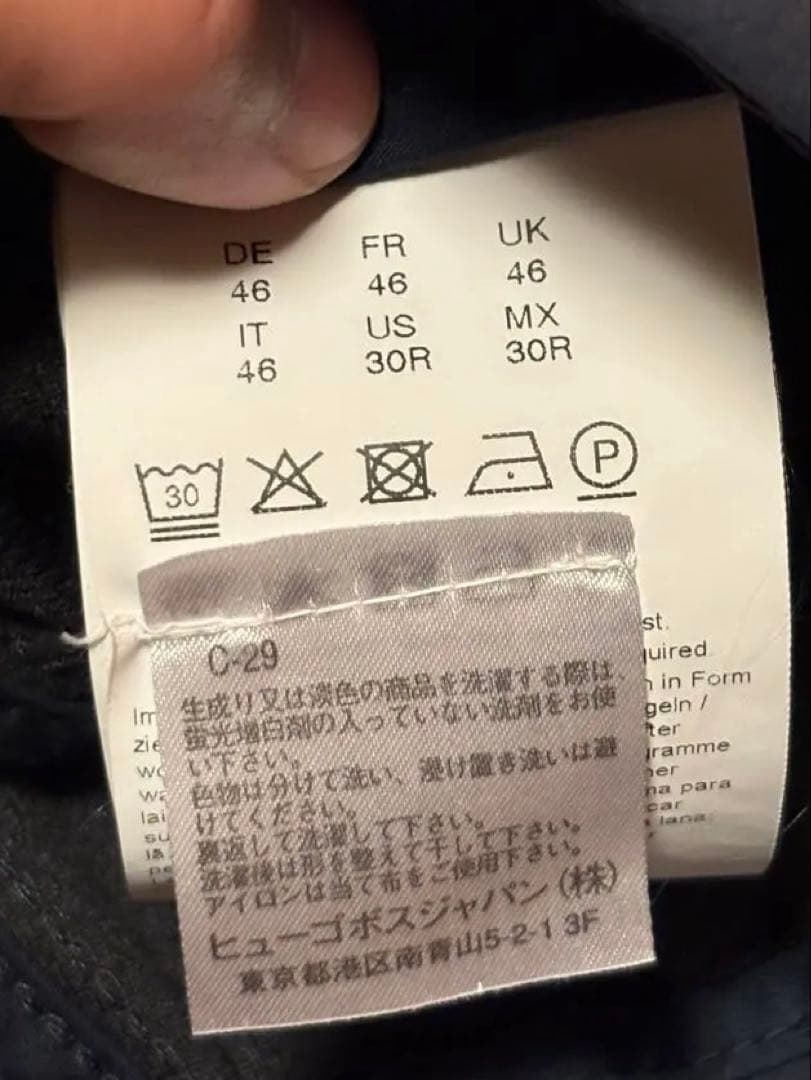 DE FR UK
46 46 46
IT US MX
46 30R 30R
30 P
C-29
生成り又は淡色の商品を洗濯する際は、
蛍光増白剤の入っていない洗剤をお使
い下さい。
色物は分けて洗い、浸け置き洗いは避
けてください。
裏返して洗濯して下さい。
洗濯後は形を整えて干して下さい。
アイロンは当て布をご使用下さい。
ヒューゴボスジャパン(株)
東京都港区南青山5-2-1 3F
in Form
para